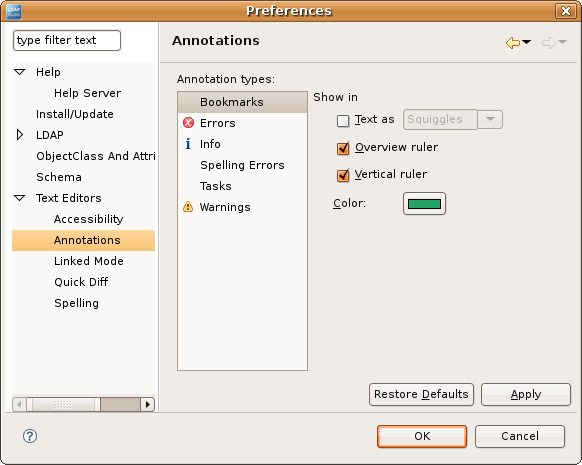 Preferences
LDAP
type filter text
Help
Help Server
Install/Update
LDAP
ObjectClass And Attri
Schema
Text Editors
Accessibility
Annotations
Linked Mode
Quick Diff
Spelling
Annotations
Annotation types:
Bookmarks
Errors
Info
Spelling Errors
Tasks
Warnings
Show in
Text as
Squiggles
Overview ruler
Vertical ruler
Color:
Restore Defaults
Apply
?
OK
Cancel